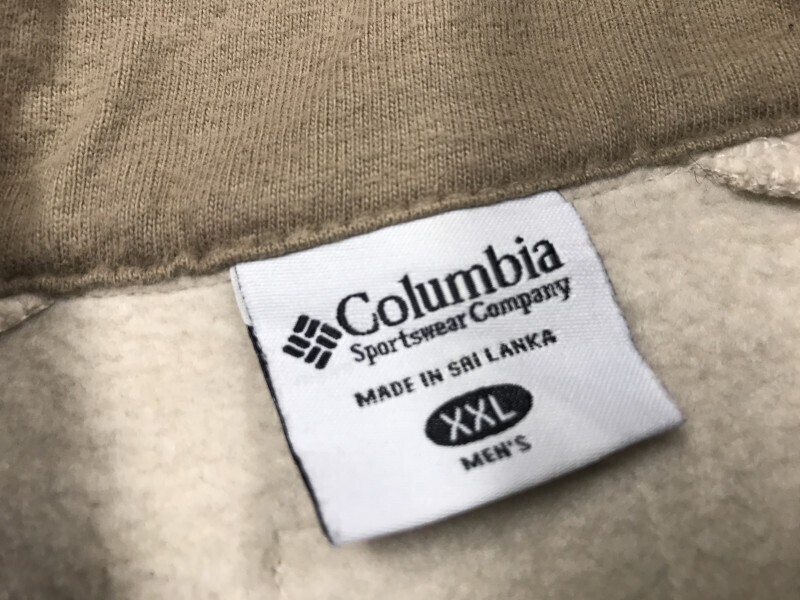 Columbia
Sportswear Company
MADE IN SRI LANKA
XXL
MEN'S